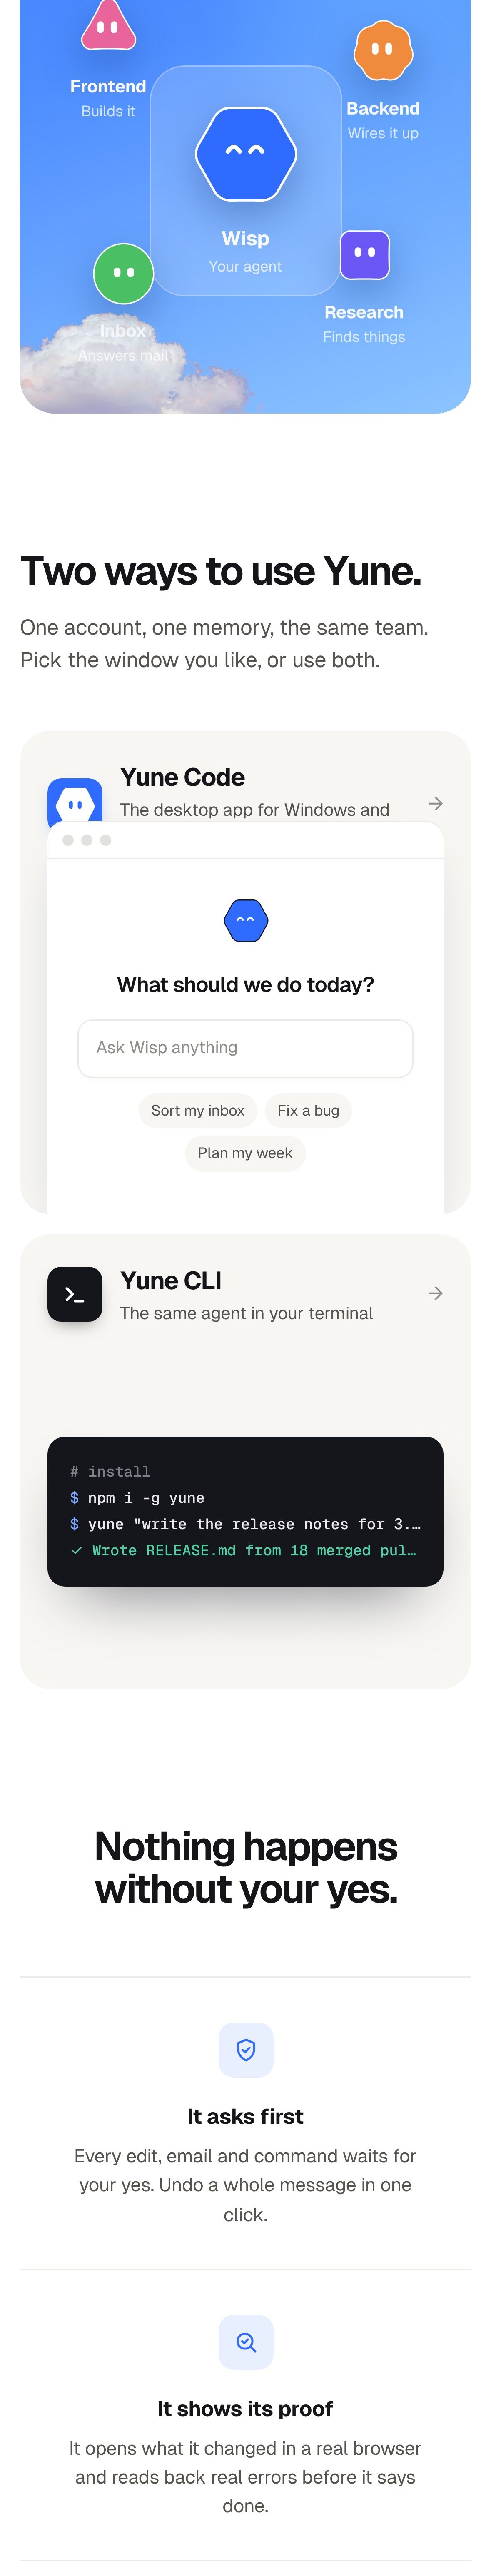 Frontend
Builds it
Backend
Wires it up
Wisp
Your agent
Inbox
Answers mail
Research
Finds things
Two ways to use Yune.
One account, one memory, the same team.
Pick the window you like, or use both.
Yune Code
The desktop app for Windows and
What should we do today?
Ask Wisp anything
Sort my inbox
Fix a bug
Plan my week
Yune CLI
The same agent in your terminal
# install
$ npm i -g yune
$ yune "write the release notes for 3.…
✓ Wrote RELEASE.md from 18 merged pul…
Nothing happens
without your yes.
It asks first
Every edit, email and command waits for
your yes. Undo a whole message in one
click.
It shows its proof
It opens what it changed in a real browser
and reads back real errors before it says
done.